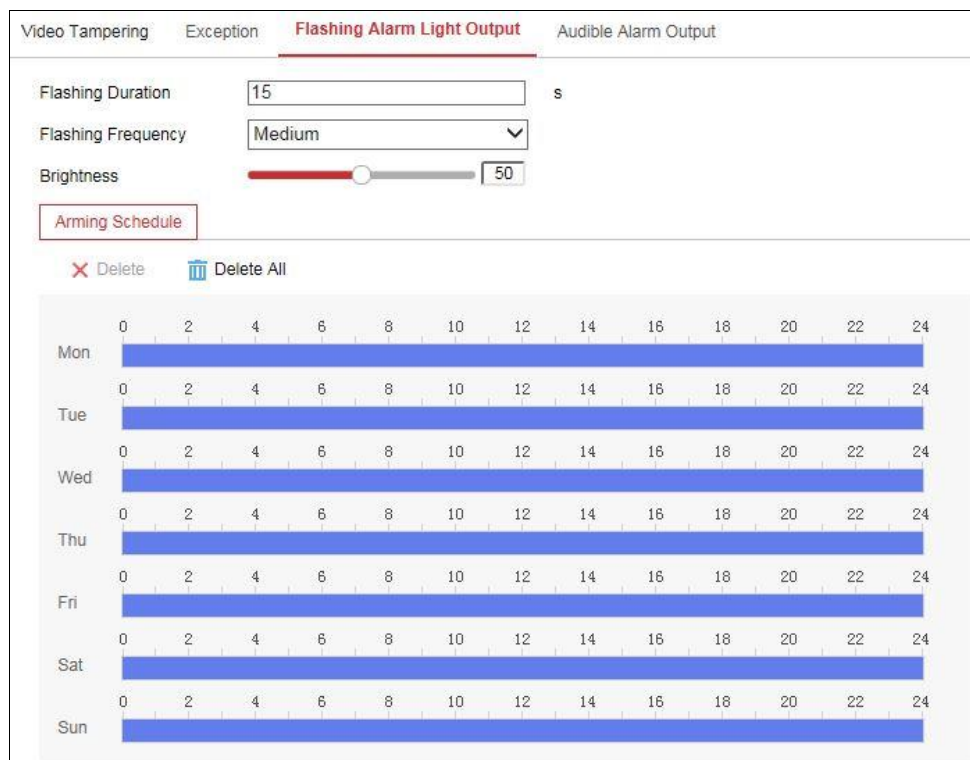 Video Tampering Exception Flashing Alarm Light Output Audible Alarm Output
Flashing Duration 15 s
Flashing Frequency Medium
Brightness 50
Arming Schedule
Delete Delete All
0 2 4 6 8 10 12 14 16 18 20 22 24
Mon
0 2 4 6 8 10 12 14 16 18 20 22 24
Tue
0 2 4 6 8 10 12 14 16 18 20 22 24
Wed
0 2 4 6 8 10 12 14 16 18 20 22 24
Thu
0 2 4 6 8 10 12 14 16 18 20 22 24
Fri
0 2 4 6 8 10 12 14 16 18 20 22 24
Sat
0 2 4 6 8 10 12 14 16 18 20 22 24
Sun